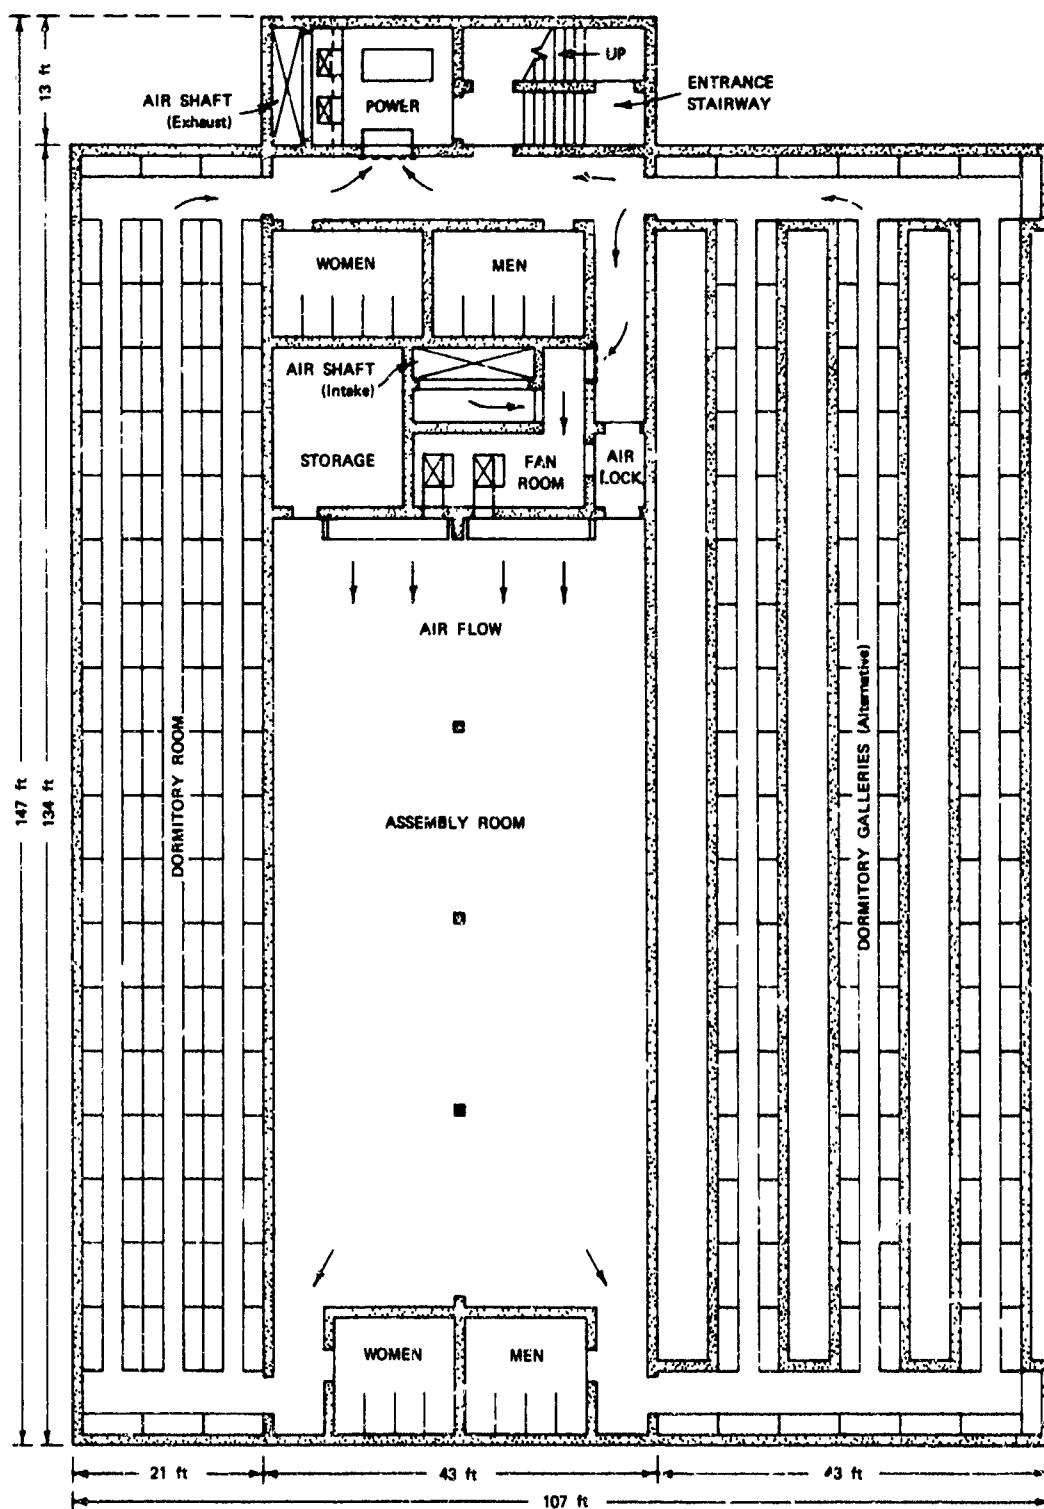 13 ft
AIR SHAFT
(Exhaust)
POWER
UP
ENTRANCE
STAIRWAY
WOMEN
MEN
AIR SHAFT
(Intake)
STORAGE
FAN
ROOM
AIR
LOCK
AIR FLOW
147 ft
134 ft
DORMITORY ROOM
ASSEMBLY ROOM
DORMITORY GALLERIES (Alternative)
WOMEN
MEN
21 ft
43 ft
3 ft
107 ft